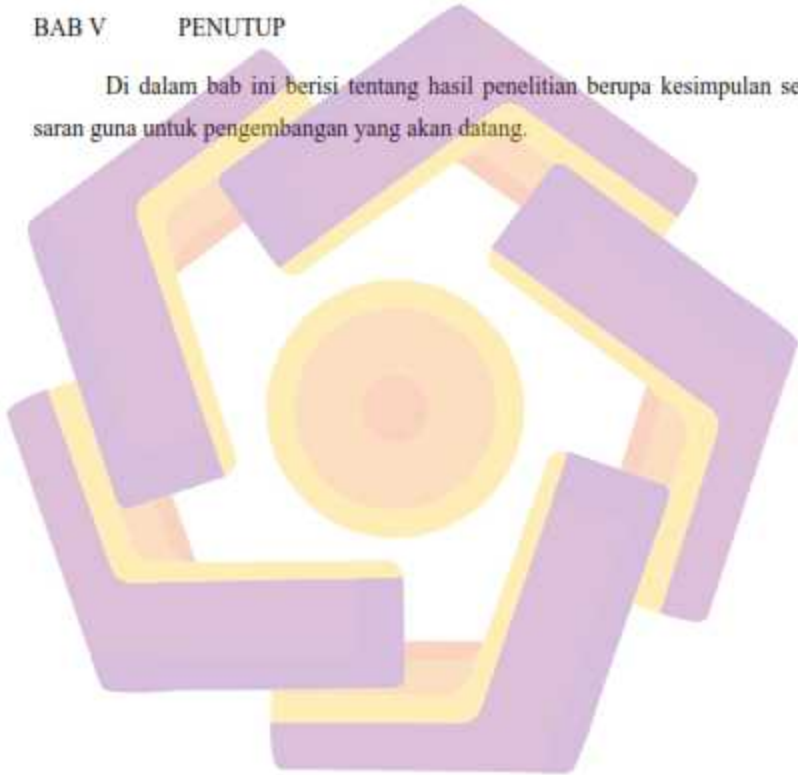 BAB V PENUTUP
Di dalam bab ini berisi tentang hasil penelitian berupa kesimpulan
saran guna untuk pengembangan yang akan datang.